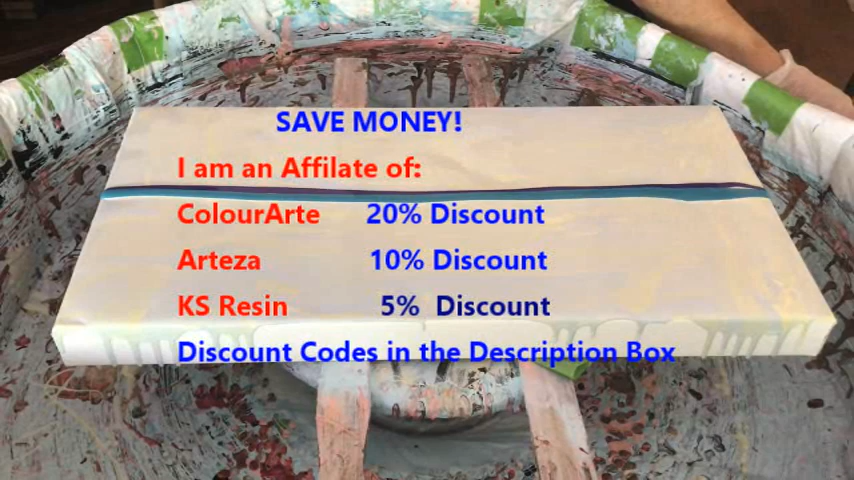 SAVE MONEY!
I am an Affilate of:
ColourArte 20% Discount
Arteza 10% Discount
KS Resin 5% Discount
Discount Codes in the Description Box